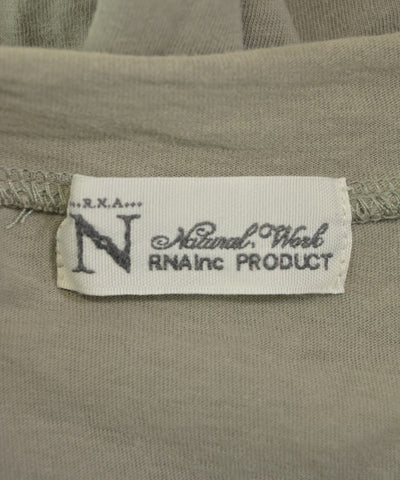 ..R.N.A...
N
Natural, Work
RNAInc PRODUCT